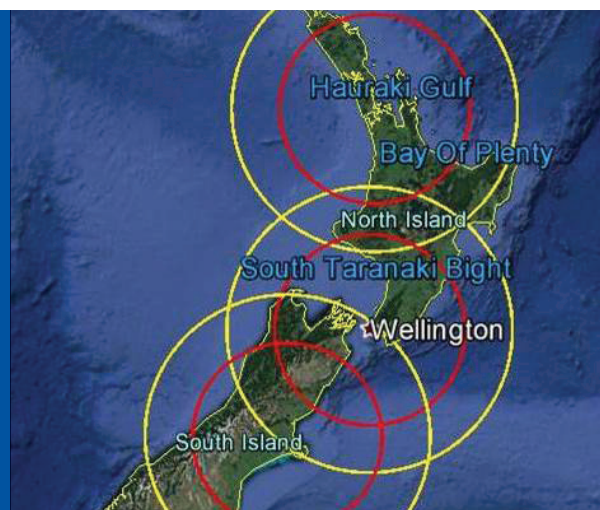 Hauraki Gulf
Bay Of Plenty
North Island
South Taranaki Bight
Wellington
South Island